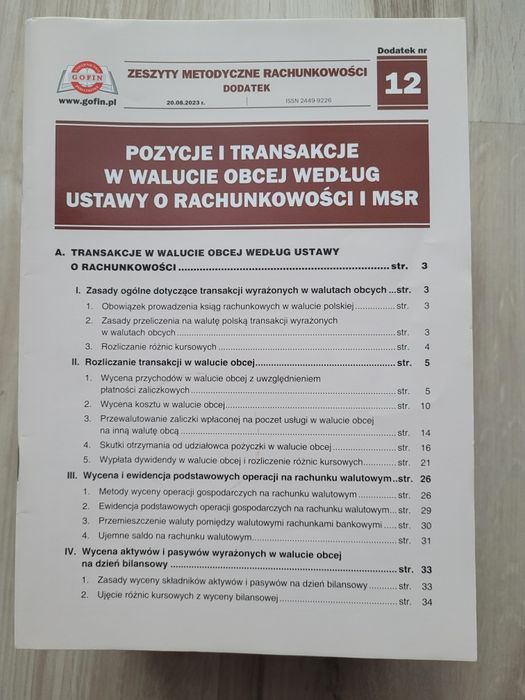 GOFIN
www.gofin.pl
ZESZYTY METODYCZNE RACHUNKOWOŚCI
DODATEK
20.06.2023 r. ISSN 2449-9226
Dodatek nr
12
POZYCJE I TRANSAKCJE
W WALUCIE OBCEJ WEDŁUG
USTAWY O RACHUNKOWOŚCI I MSR
A. TRANSAKCJE W WALUCIE OBCEJ WEDŁUG USTAWY
O RACHUNKOWOŚCI ... str. 3
I. Zasady ogólne dotyczące transakcji wyrażonych w walutach obcych ... str. 3
1. Obowiązek prowadzenia ksiąg rachunkowych w walucie polskiej ... str. 3
2. Zasady przeliczenia na walutę polską transakcji wyrażonych
w walutach obcych ... str. 3
3. Rozliczanie różnic kursowych ... str. 4
II. Rozliczanie transakcji w walucie obcej ... str. 5
1. Wycena przychodów w walucie obcej z uwzględnieniem
płatności zaliczkowych ... str. 5
2. Wycena kosztu w walucie obcej ... str. 10
3. Przewalutowanie zaliczki wpłaconej na poczet usługi w walucie obcej
na inną walutę obcą ... str. 14
4. Skutki otrzymania od udziałowca pożyczki w walucie obcej ... str. 16
5. Wypłata dywidendy w walucie obcej i rozliczenie różnic kursowych ... str. 21
III. Wycena i ewidencja podstawowych operacji na rachunku walutowym ... str. 26
1. Metody wyceny operacji gospodarczych na rachunku walutowym ... str. 26
2. Ewidencja podstawowych operacji gospodarczych na rachunku walutowym ... str. 29
3. Przemieszczenie waluty pomiędzy walutowymi rachunkami bankowymi ... str. 30
4. Ujemne saldo na rachunku walutowym ... str. 31
IV. Wycena aktywów i pasywów wyrażonych w walucie obcej
na dzień bilansowy ... str. 33
1. Zasady wyceny składników aktywów i pasywów na dzień bilansowy ... str. 33
2. Ujęcie różnic kursowych z wyceny bilansowej ... str. 34